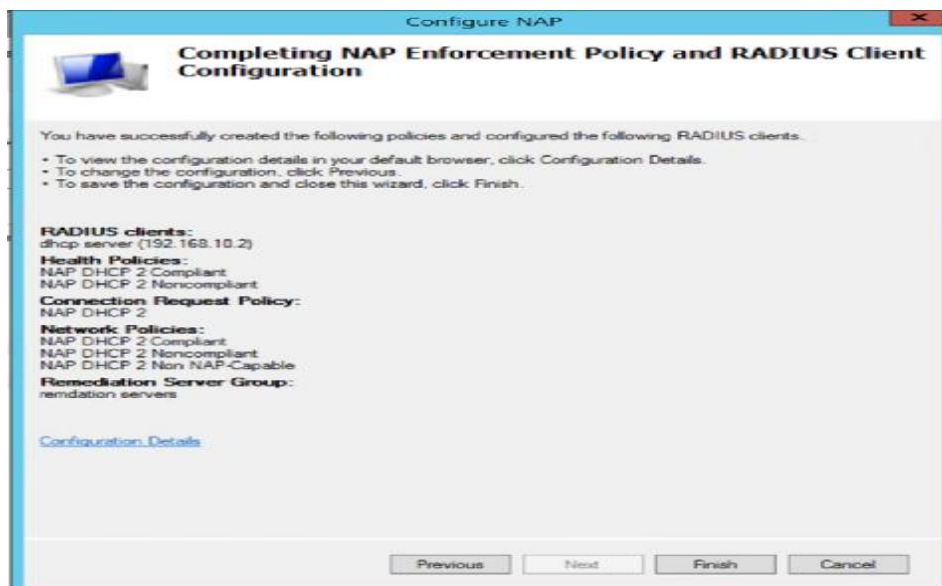 Configure NAP
Completing NAP Enforcement Policy and RADIUS Client
Configuration
You have successfully created the following policies and configured the following RADIUS clients.
• To view the configuration details in your default browser, click Configuration Details.
• To change the configuration, click Previous.
• To save the configuration and close this wizard, click Finish.
RADIUS clients:
dhcp server (192.168.10.2)
Health Policies:
NAP DHCP 2 Compliant
NAP DHCP 2 Noncompliant
Connection Request Policy:
NAP DHCP 2
Network Policies:
NAP DHCP 2 Compliant
NAP DHCP 2 Noncompliant
NAP DHCP 2 Non NAP-Capable
Remediation Server Group:
remdation servers
Configuration Details
Previous Next Finish Cancel